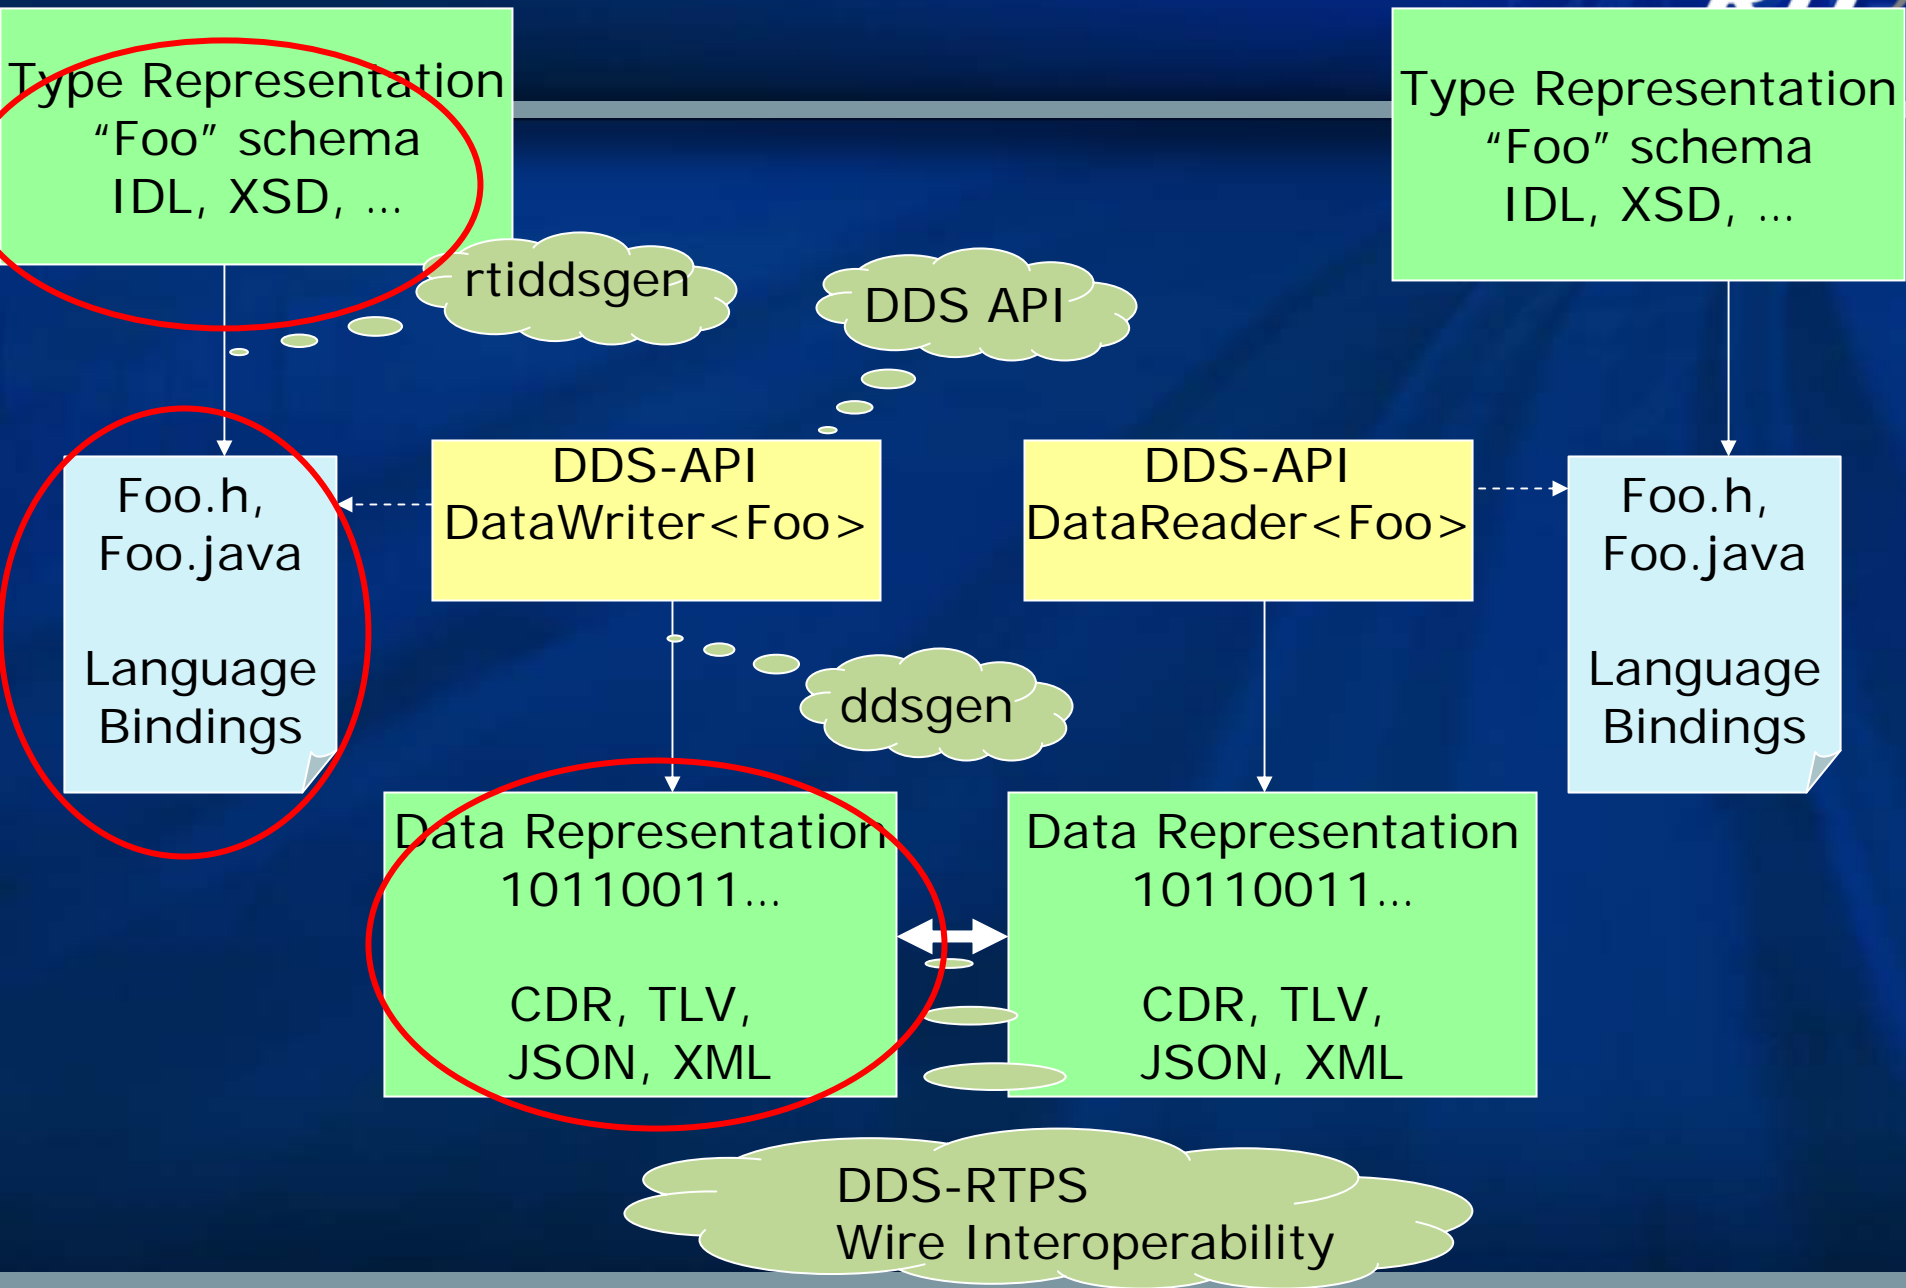 Type Representation
“Foo” schema
IDL, XSD, ...
Type Representation
“Foo” schema
IDL, XSD, ...
rtiddsgen
DDS API
Foo.h,
Foo.java
Language
Bindings
DDS-API
DataWriter<Foo>
DDS-API
DataReader<Foo>
Foo.h,
Foo.java
Language
Bindings
ddsgen
Data Representation
10110011...
CDR, TLV,
JSON, XML
Data Representation
10110011...
CDR, TLV,
JSON, XML
DDS-RTPS
Wire Interoperability